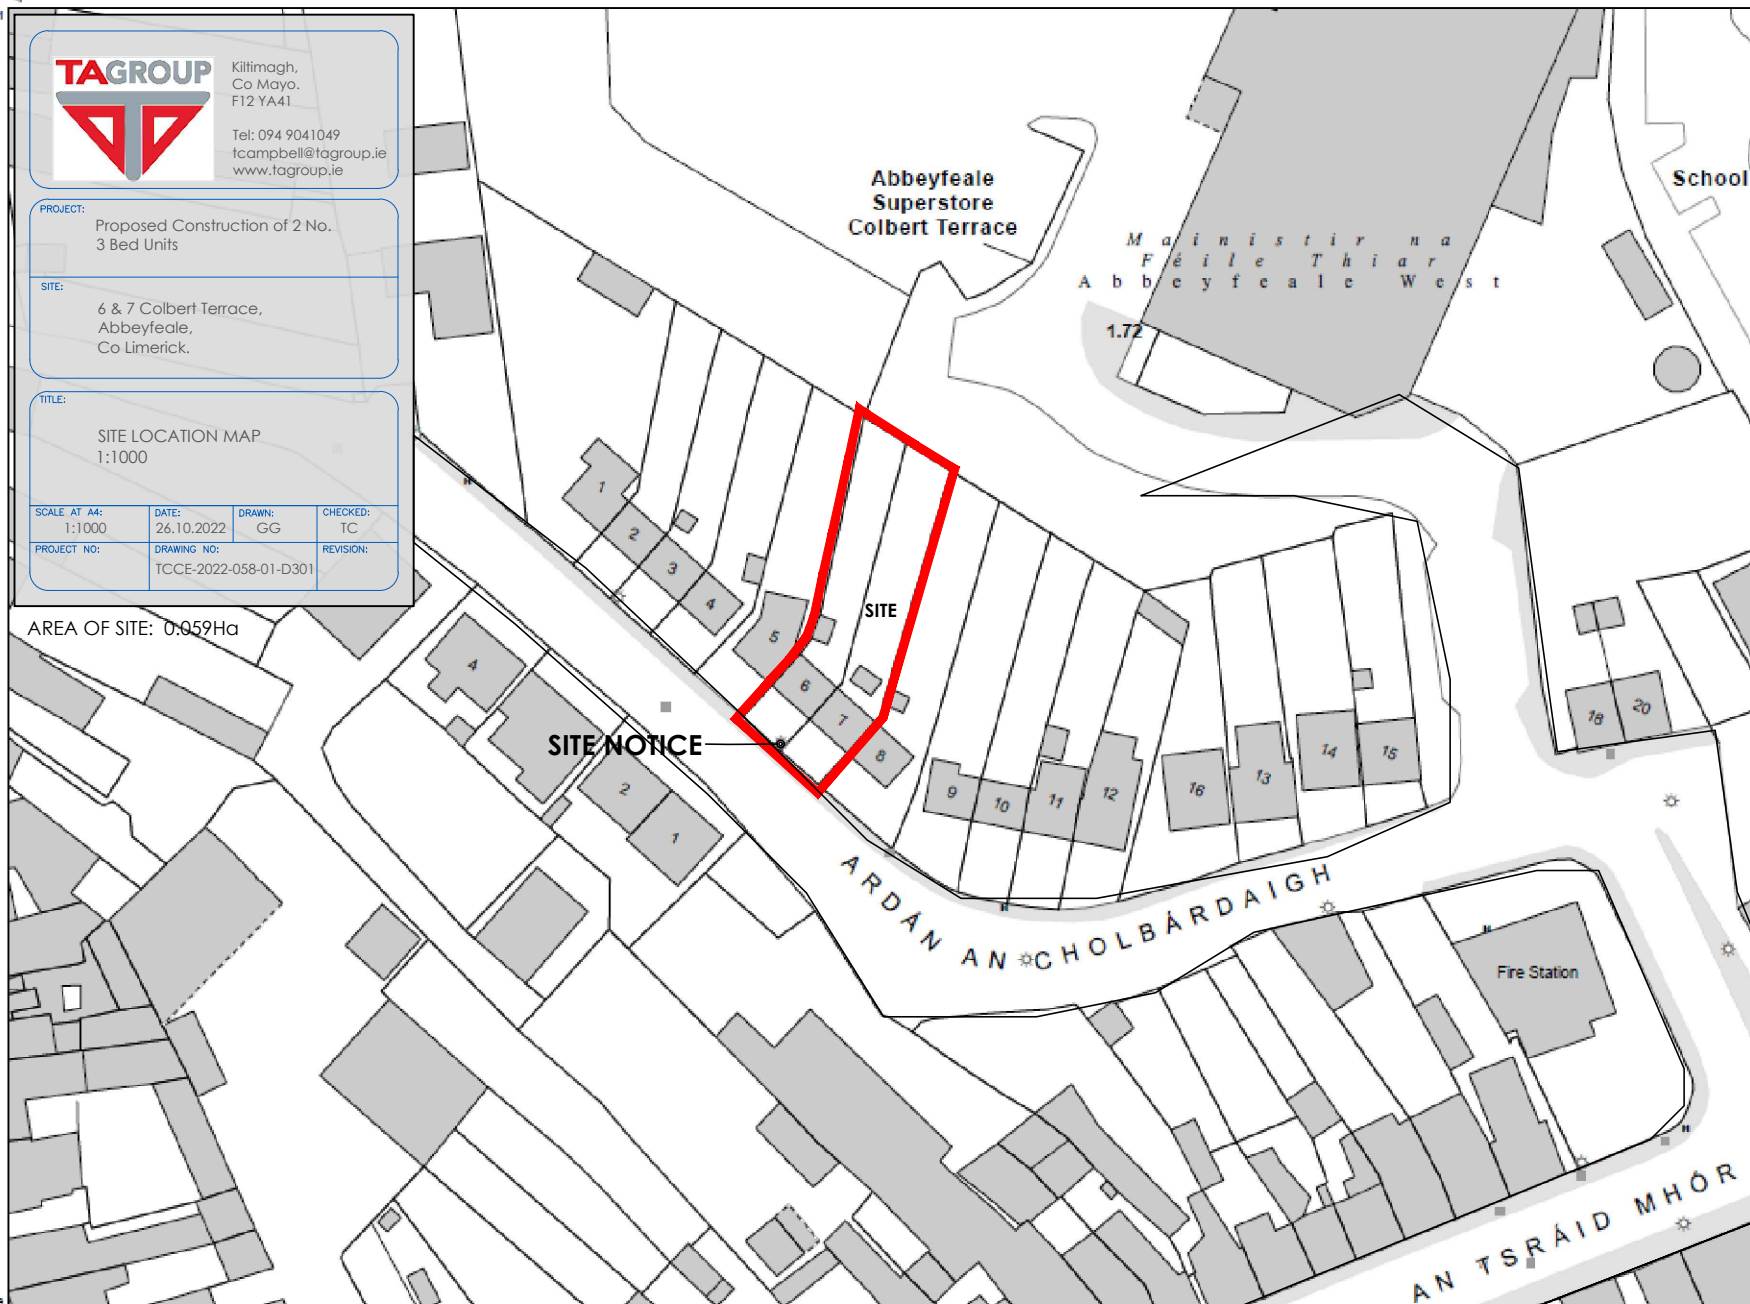 TAGROUP
Kiltimagh,
Co Mayo.
F12 YA41
Tel: 094 9041049
tcampbell@tagroup.ie
www.tagroup.ie
PROJECT:
Proposed Construction of 2 No.
3 Bed Units
SITE:
6 & 7 Colbert Terrace,
Abbeyfeale,
Co Limerick.
TITLE:
SITE LOCATION MAP
1:1000
SCALE AT A4:
1:1000
DATE:
26.10.2022
DRAWN:
GG
CHECKED:
TC
PROJECT NO:
DRAWING NO:
TCCE-2022-058-01-D301
REVISION:
AREA OF SITE: 0.059Ha
Abbeyfeale
Superstore
Colbert Terrace
School
Mainistir na
Féile Thiar
Abbeyfeale West
1.72
1
2
3
4
5
SITE
6
7
8
SITE NOTICE
4
2
1
9
10
11
12
16
13
14
15
18
20
ARDÁN AN CHOLBÁRDAIGH
Fire Station
AN TSRÁID MHÓR